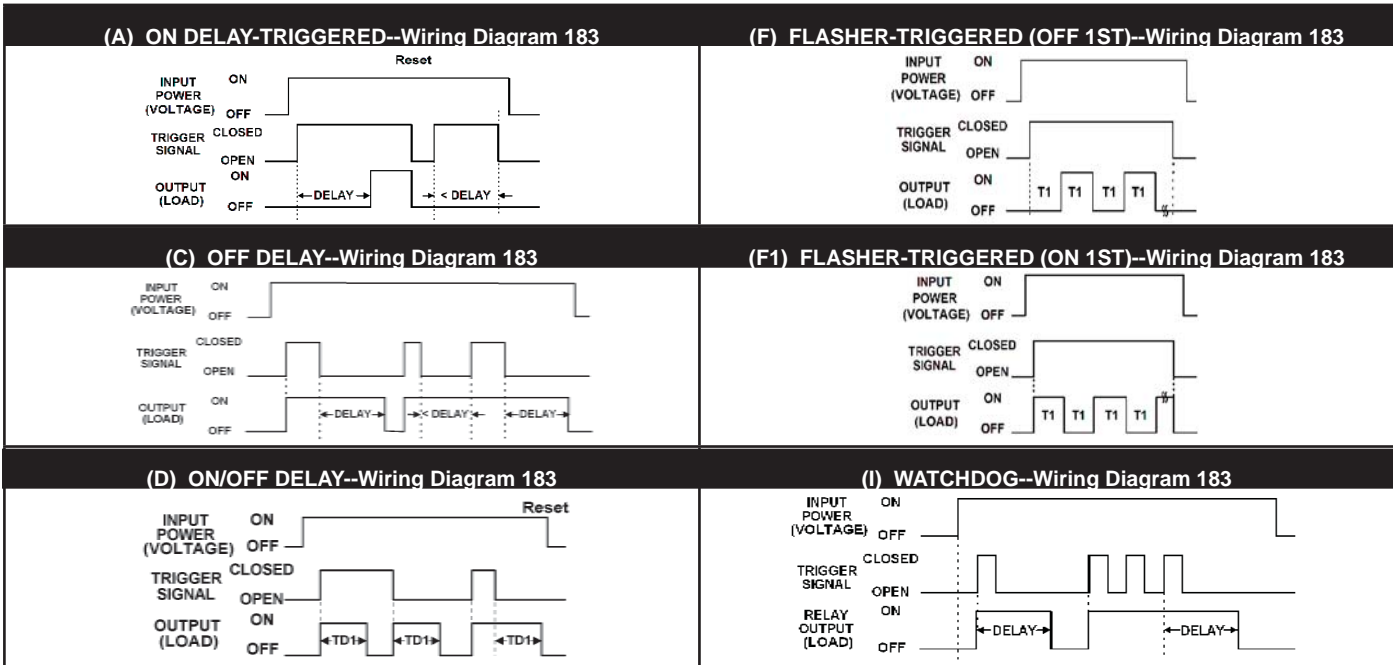 (A) ON DELAY-TRIGGERED--Wiring Diagram 183
Reset
INPUT POWER (VOLTAGE)
ON
OFF
TRIGGER SIGNAL
CLOSED
OPEN
OUTPUT (LOAD)
ON
OFF
DELAY
< DELAY
(F) FLASHER-TRIGGERED (OFF 1ST)--Wiring Diagram 183
INPUT POWER (VOLTAGE)
ON
OFF
TRIGGER SIGNAL
CLOSED
OPEN
OUTPUT (LOAD)
ON
OFF
T1 T1 T1 T1
(C) OFF DELAY--Wiring Diagram 183
INPUT POWER (VOLTAGE)
ON
OFF
TRIGGER SIGNAL
CLOSED
OPEN
OUTPUT (LOAD)
ON
OFF
DELAY
< DELAY
DELAY
(F1) FLASHER-TRIGGERED (ON 1ST)--Wiring Diagram 183
INPUT POWER (VOLTAGE)
ON
OFF
TRIGGER SIGNAL
CLOSED
OPEN
OUTPUT (LOAD)
ON
OFF
T1 T1 T1 T1
(D) ON/OFF DELAY--Wiring Diagram 183
Reset
INPUT POWER (VOLTAGE)
ON
OFF
TRIGGER SIGNAL
CLOSED
OPEN
OUTPUT (LOAD)
ON
OFF
TD1 TD1 TD1
(I) WATCHDOG--Wiring Diagram 183
INPUT POWER (VOLTAGE)
ON
OFF
TRIGGER SIGNAL
CLOSED
OPEN
RELAY OUTPUT (LOAD)
ON
OFF
DELAY
DELAY